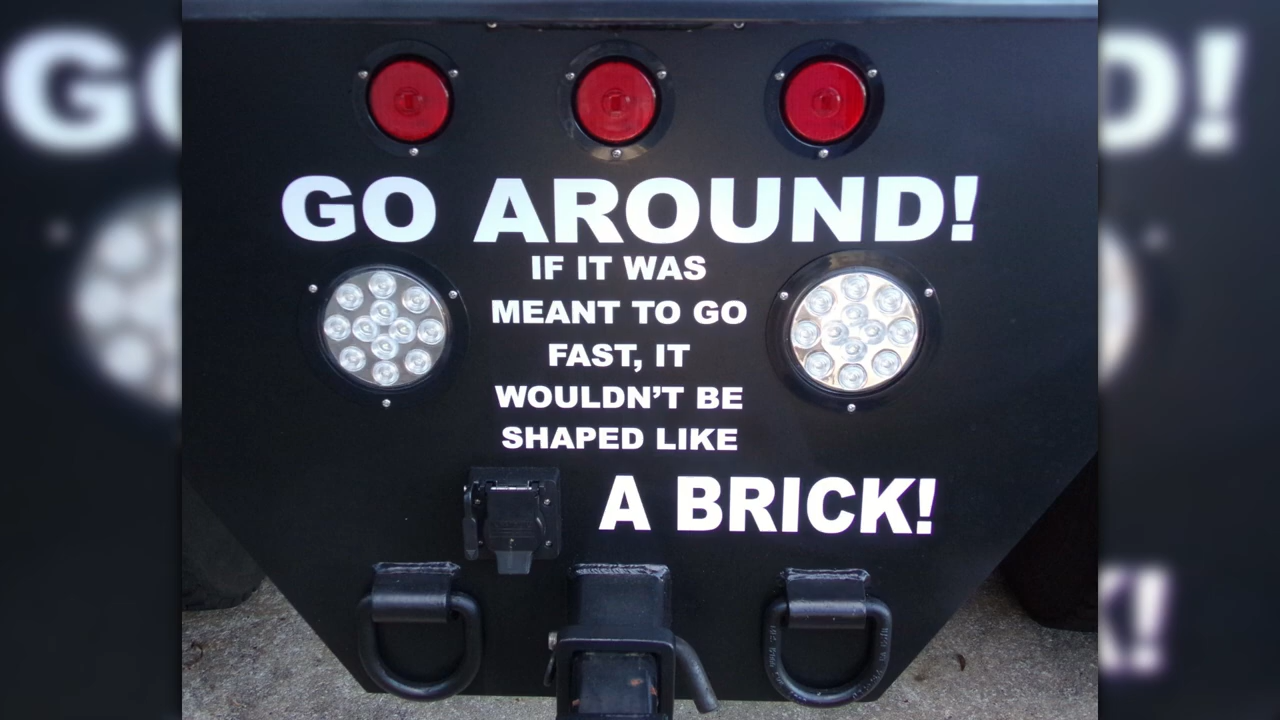 GO AROUND!
IF IT WAS
MEANT TO GO
FAST, IT
WOULDN'T BE
SHAPED LIKE
A BRICK!